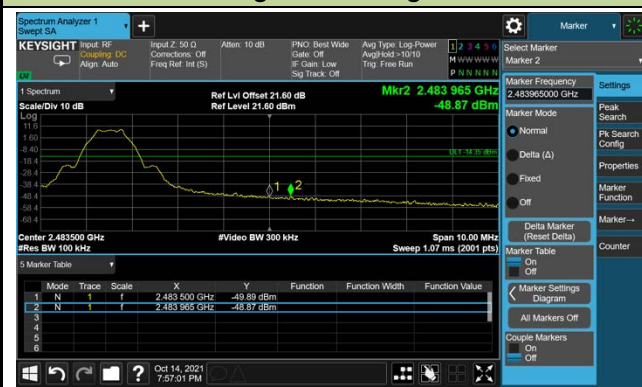 Spectrum Analyzer 1
Swept SA
+
Marker
KEYSIGHT Input: RF Input Z: 50 Ω Atten: 10 dB PNO: Best Wide Avg Type: Log-Power 1 2 3 4 5 6
Coupling: DC Corrections: Off Gate: Off Avg|Hold:>10/10 M W W W W W
Align: Auto Freq Ref: Int (S) IF Gain: Low Trig: Free Run
Sig Track: Off P N N N N N
Select Marker
Marker 2
1 Spectrum
Ref Lvl Offset 21.60 dB
Mkr2 2.483 965 GHz
Scale/Div 10 dB
Ref Level 21.60 dBm
-48.87 dBm
Log
11.6
1.60
-8.40
-18.4
-28.4
-38.4
-48.4
-58.4
-68.4
DL1 -14.35 dBm
1
2
Center 2.483500 GHz
#Video BW 300 kHz
Span 10.00 MHz
#Res BW 100 kHz
Sweep 1.07 ms (2001 pts)
5 Marker Table
Mode Trace Scale X Y Function Function Width Function Value
1 N 1 f 2.483 500 GHz -49.89 dBm
2 N 1 f 2.483 965 GHz -48.87 dBm
3
4
5
6
Marker Frequency
2.483965000 GHz
Marker Mode
Normal
Delta (Δ)
Fixed
Off
Delta Marker
(Reset Delta)
Marker Table
On
Off
Marker Settings
Diagram
All Markers Off
Couple Markers
On
Off
Settings
Peak
Search
Pk Search
Config
Properties
Marker
Function
Marker→
Counter
?
Oct 14, 2021
7:57:01 PM